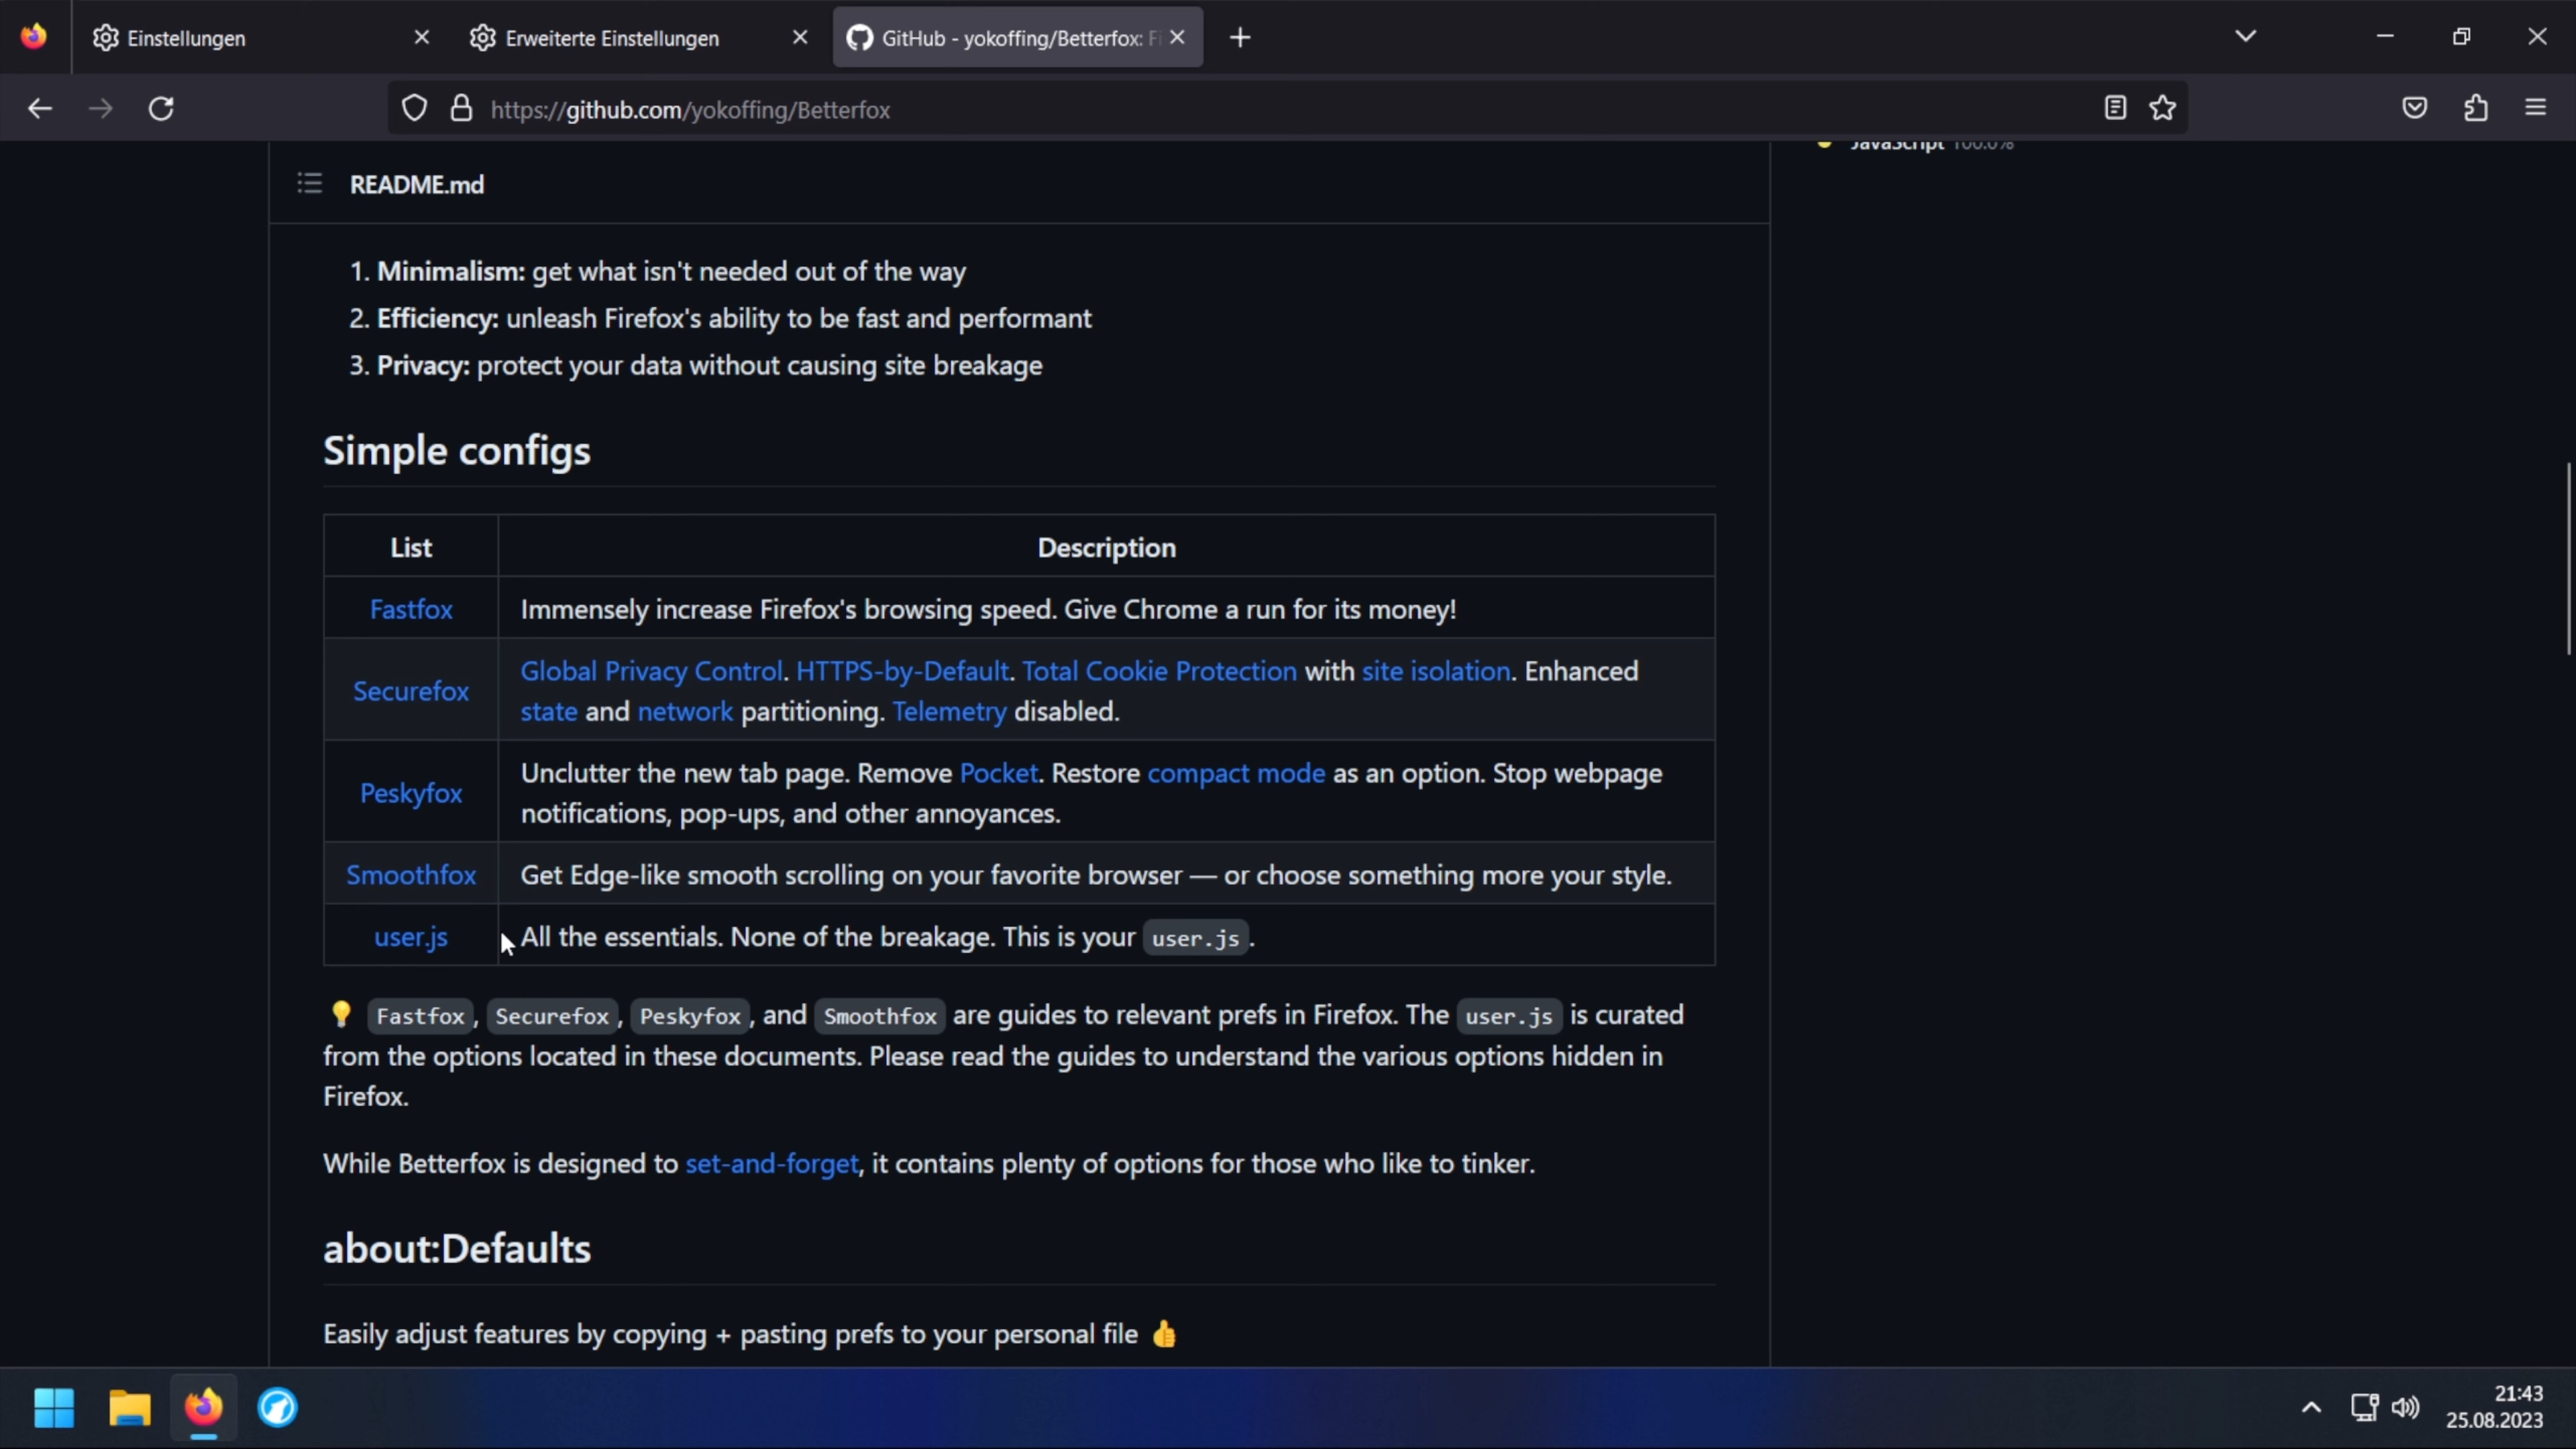 Einstellungen
Erweiterte Einstellungen
GitHub - yokoffing/Betterfox: Fi
https://github.com/yokoffing/Betterfox
JavaScript 100.0%
README.md
1. Minimalism: get what isn't needed out of the way
2. Efficiency: unleash Firefox's ability to be fast and performant
3. Privacy: protect your data without causing site breakage
Simple configs
List Description
Fastfox Immensely increase Firefox's browsing speed. Give Chrome a run for its money!
Securefox Global Privacy Control. HTTPS-by-Default. Total Cookie Protection with site isolation. Enhanced
state and network partitioning. Telemetry disabled.
Peskyfox Unclutter the new tab page. Remove Pocket. Restore compact mode as an option. Stop webpage
notifications, pop-ups, and other annoyances.
Smoothfox Get Edge-like smooth scrolling on your favorite browser — or choose something more your style.
user.js All the essentials. None of the breakage. This is your user.js.
💡 Fastfox, Securefox, Peskyfox, and Smoothfox are guides to relevant prefs in Firefox. The user.js is curated
from the options located in these documents. Please read the guides to understand the various options hidden in
Firefox.
While Betterfox is designed to set-and-forget, it contains plenty of options for those who like to tinker.
about:Defaults
Easily adjust features by copying + pasting prefs to your personal file 👍
21:43
25.08.2023